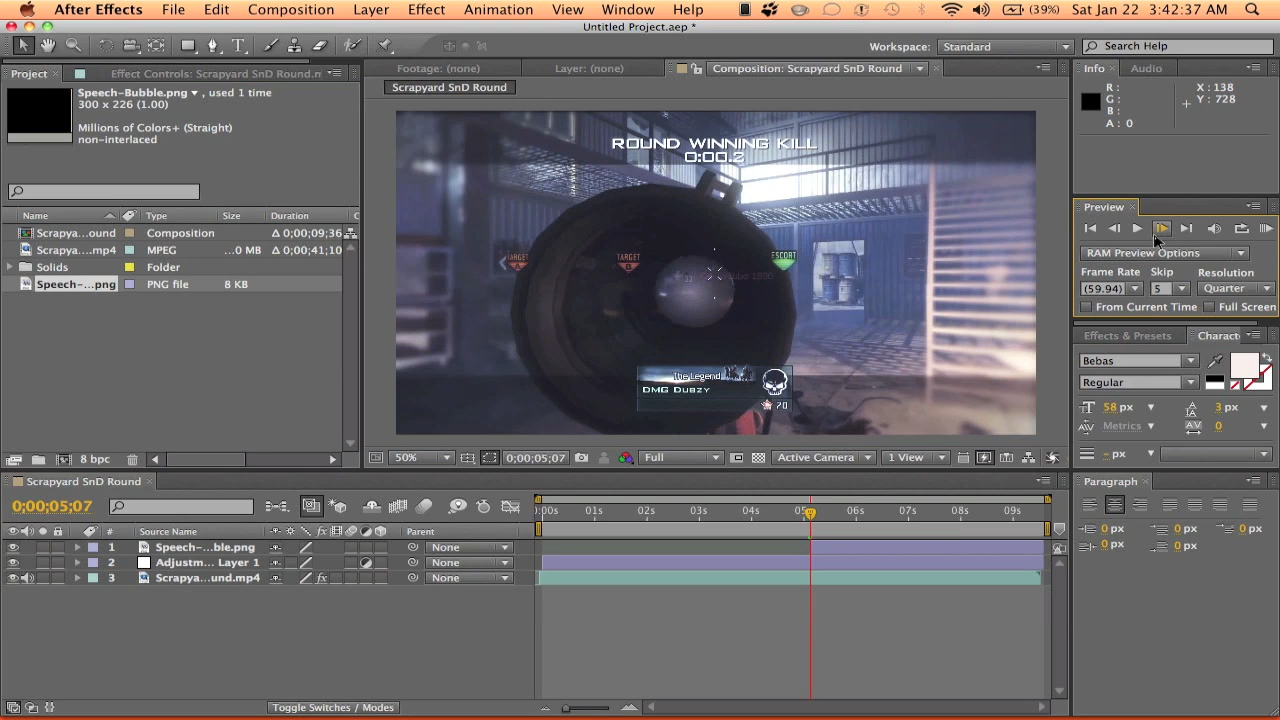 After Effects File Edit Composition Layer Effect Animation View Window Help (39%) Sat Jan 22 3:42:37 AM
Untitled Project.aep *
Workspace: Standard Search Help
Project Effect Controls: Scrapyard SnD Round.m
Speech-Bubble.png , used 1 time
300 x 226 (1.00)
Millions of Colors+ (Straight)
non-interlaced
Name Type Size Duration C
Scrapya...ound Composition Δ 0;00;09;36
Scrapya....mp4 MPEG ...0 MB Δ 0;00;41;10
Solids Folder
Speech-...png PNG file 8 KB
8 bpc
Footage: (none) Layer: (none) Composition: Scrapyard SnD Round
Scrapyard SnD Round
ROUND WINNING KILL
0:00.2
TARGET TARGET ESCORT
The Legend
DMG Dubzy
70
50% 0;00;05;07 Full Active Camera 1 View
Info Audio
R : X : 138
G : Y : 728
B :
A : 0
Preview
RAM Preview Options
Frame Rate Skip Resolution
(59.94) 5 Quarter
From Current Time Full Screen
Effects & Presets Charact
Bebas
Regular
58 px 3 px
Metrics 0
- px
Scrapyard SnD Round
0;00;05;07
# Source Name Parent
1 Speech-...ble.png None
2 Adjustm... Layer 1 None
3 Scrapya...und.mp4 None
:00s 01s 02s 03s 04s 05s 06s 07s 08s 09s
Toggle Switches / Modes
Paragraph
0 px 0 px 0 px
0 px 0 px